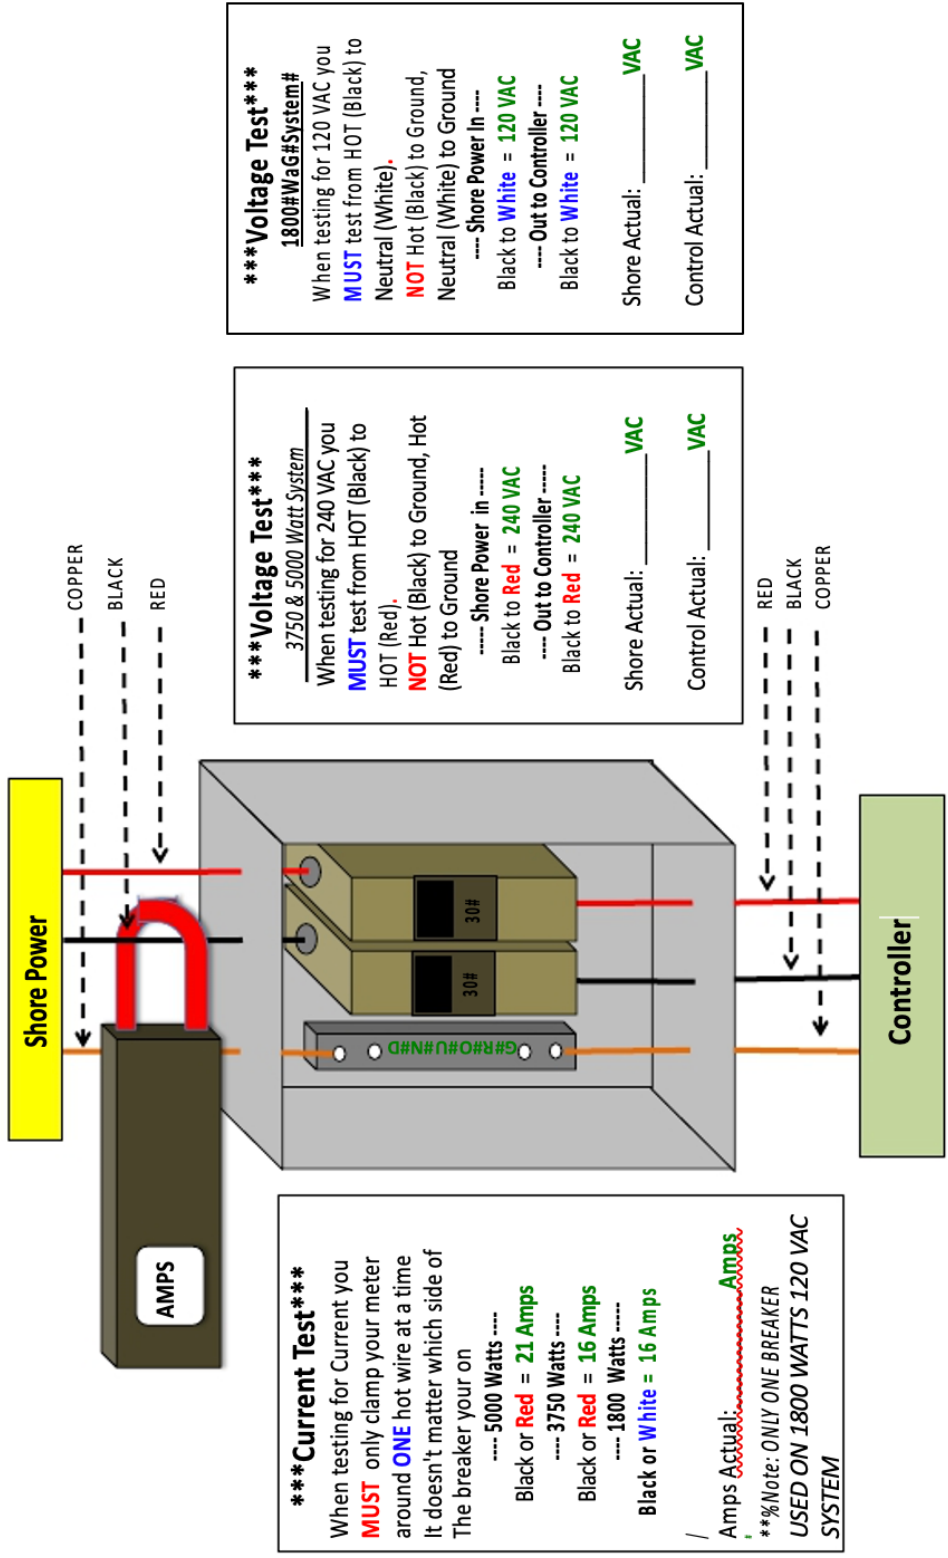 ***Current Test***
When testing for Current you
MUST only clamp your meter
around ONE hot wire at a time
It doesn't matter which side of
The breaker your on
---- 5000 Watts ----
Black or Red = 21 Amps
---- 3750 Watts ----
Black or Red = 16 Amps
---- 1800 Watts -----
Black or White = 16 Amps
/
Amps Actual: Amps
**%Note: ONLY ONE BREAKER
USED ON 1800 WATTS 120 VAC
SYSTEM
AMPS
Shore Power
COPPER
BLACK
RED
G#R#O#U#N#D
30#
30#
Controller
RED
BLACK
COPPER
***Voltage Test***
3750 & 5000 Watt System
When testing for 240 VAC you
MUST test from HOT (Black) to
HOT (Red).
NOT Hot (Black) to Ground, Hot
(Red) to Ground
----- Shore Power in -----
Black to Red = 240 VAC
---- Out to Controller -----
Black to Red = 240 VAC
Shore Actual: ________ VAC
Control Actual: ________ VAC
***Voltage Test***
1800#WaG#System#
When testing for 120 VAC you
MUST test from HOT (Black) to
Neutral (White).
NOT Hot (Black) to Ground,
Neutral (White) to Ground
---- Shore Power In ----
Black to White = 120 VAC
---- Out to Controller ----
Black to White = 120 VAC
Shore Actual: ________ VAC
Control Actual: ________ VAC